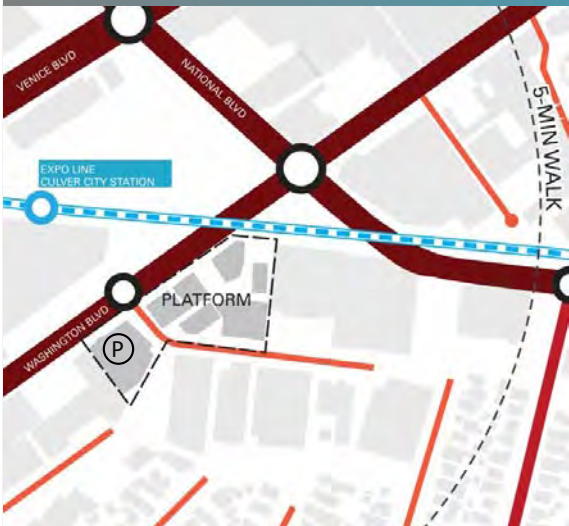 VENICE BLVD
NATIONAL BLVD
5-MIN WALK
EXPO LINE
CULVER CITY STATION
PLATFORM
WASHINGTON BLVD
P